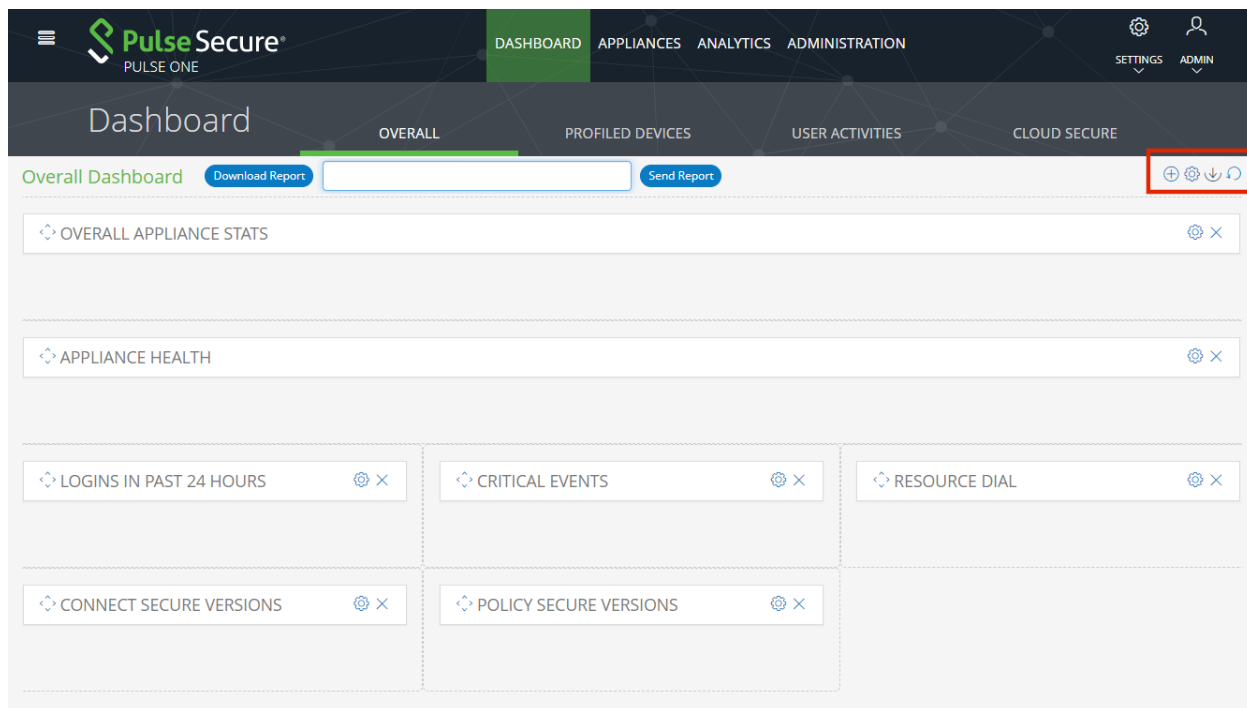 Pulse Secure®
PULSE ONE
DASHBOARD APPLIANCES ANALYTICS ADMINISTRATION
SETTINGS ADMIN
Dashboard
OVERALL PROFILED DEVICES USER ACTIVITIES CLOUD SECURE
Overall Dashboard Download Report Send Report
OVERALL APPLIANCE STATS
APPLIANCE HEALTH
LOGINS IN PAST 24 HOURS CRITICAL EVENTS RESOURCE DIAL
CONNECT SECURE VERSIONS POLICY SECURE VERSIONS